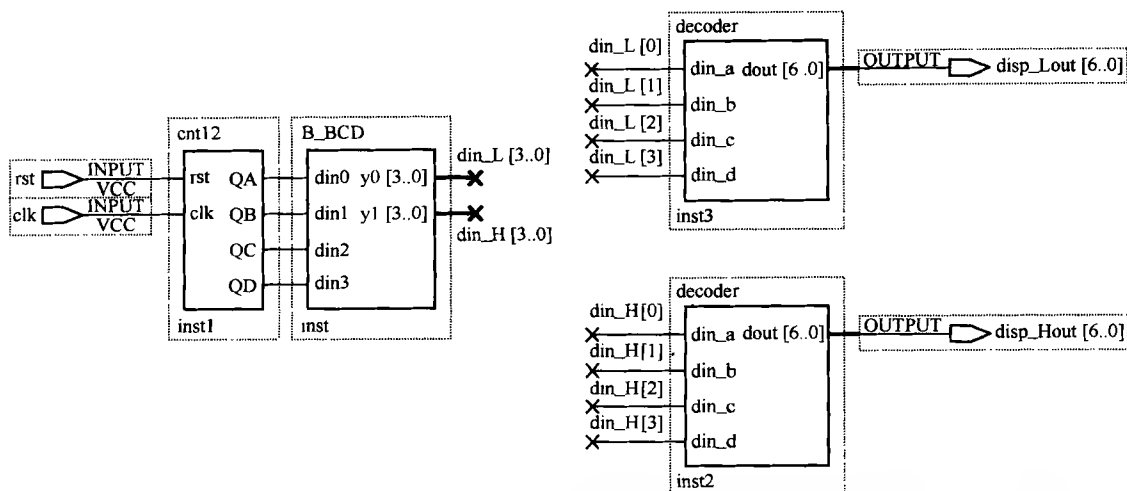 cnt12
rst INPUT VCC
clk INPUT VCC
rst QA
clk QB
QC
QD
inst1
B_BCD
din0 y0 [3..0]
din1 y1 [3..0]
din2
din3
inst
din_L [3..0]
din_H [3..0]
decoder
din_L [0]
din_L [1]
din_L [2]
din_L [3]
din_a dout [6 ..0]
din_b
din_c
din_d
inst3
OUTPUT disp_Lout [6..0]
decoder
din_H[0]
din_H[1]
din_H[2]
din_H[3]
din_a dout [6..0]
din_b
din_c
din_d
inst2
OUTPUT disp_Hout [6..0]